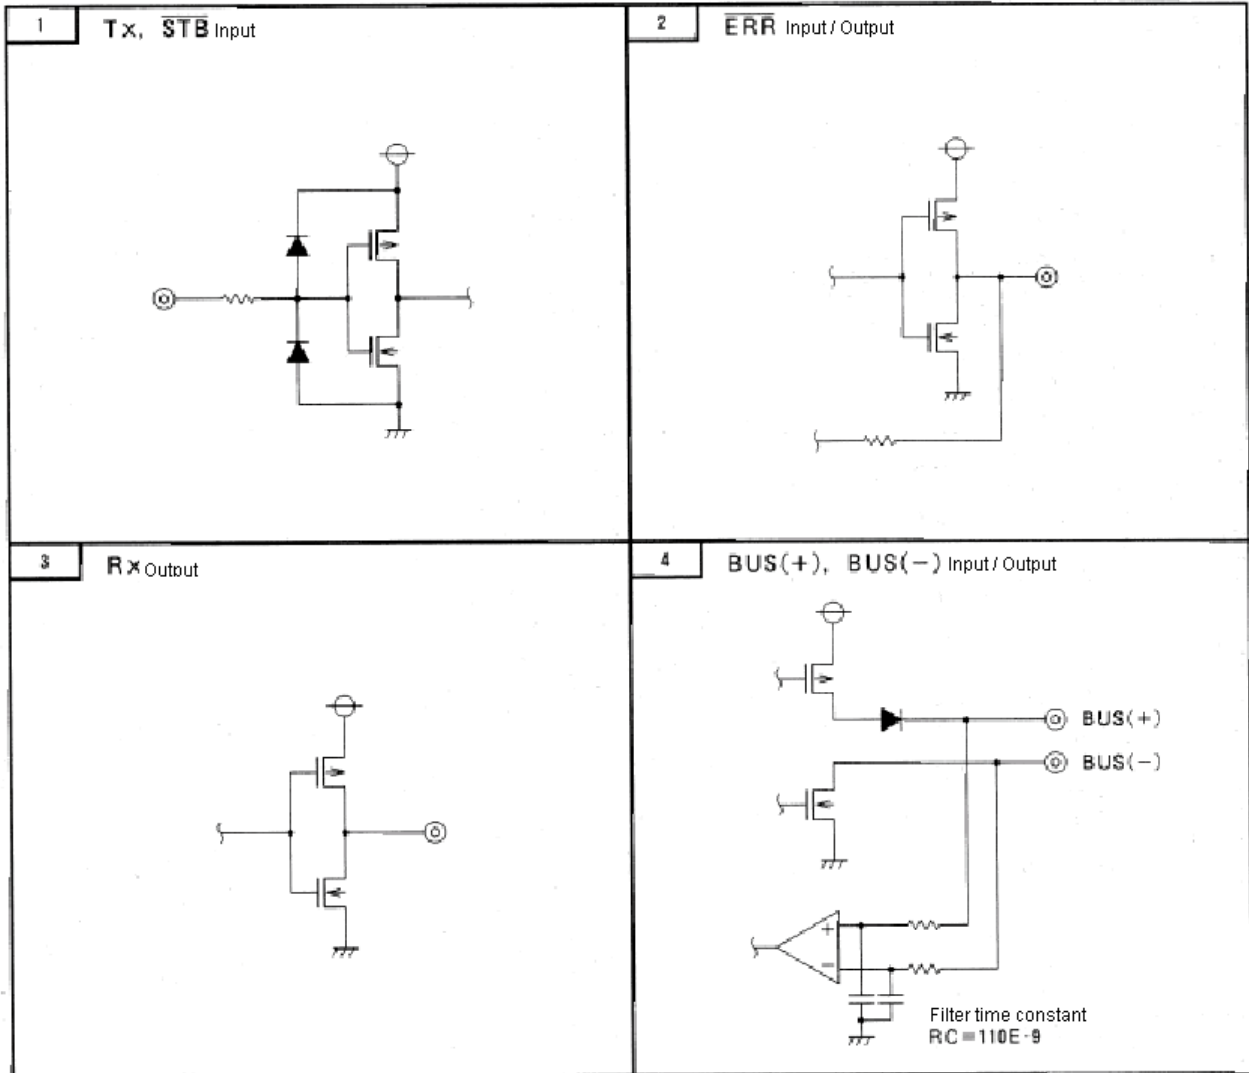 1
Tx, STB Input
2
ERR Input / Output
3
Rx Output
4
BUS(+), BUS(-) Input / Output
BUS(+)
BUS(-)
+
-
Filter time constant
RC=110E-9